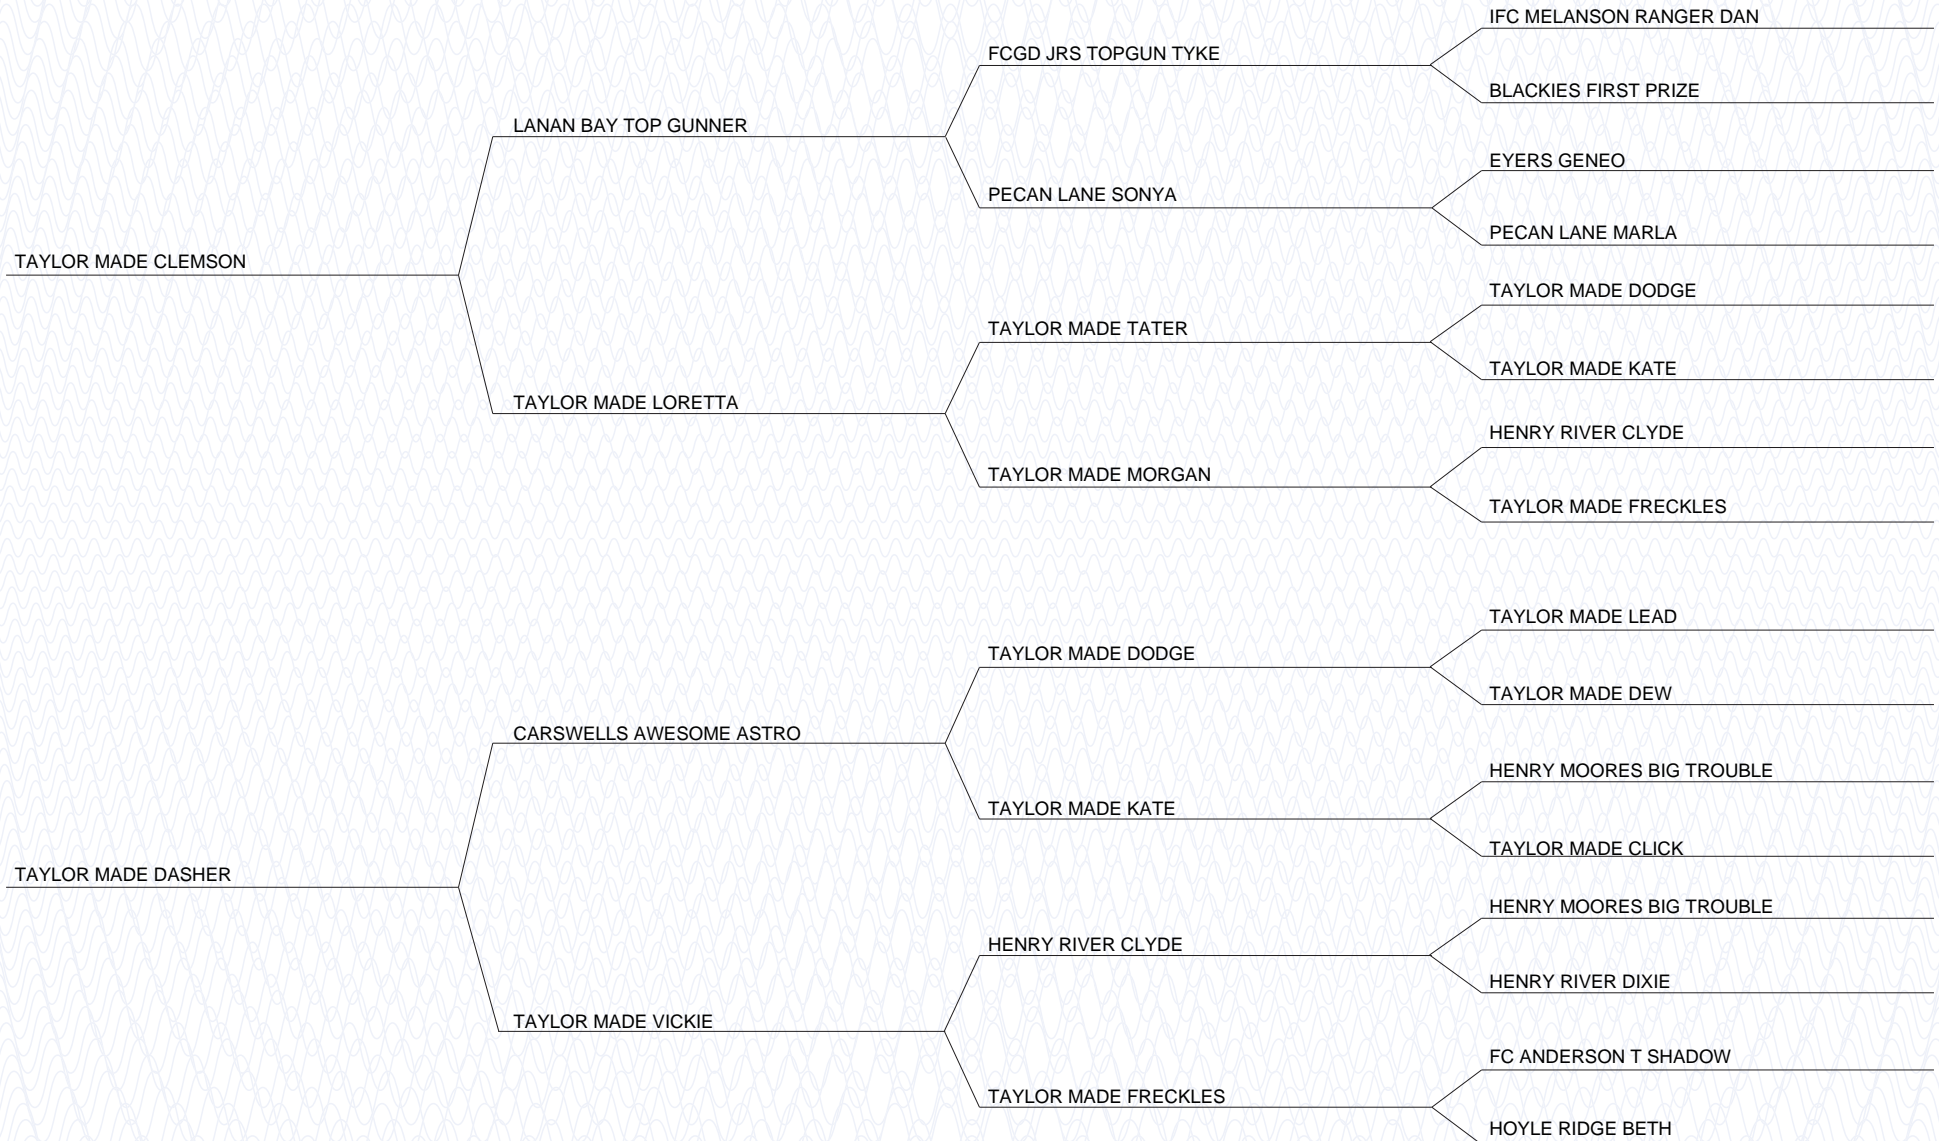 IFC MELANSON RANGER DAN
FCGD JRS TOPGUN TYKE
BLACKIES FIRST PRIZE
LANAN BAY TOP GUNNER
EYERS GENEO
PECAN LANE SONYA
PECAN LANE MARLA
TAYLOR MADE CLEMSON
TAYLOR MADE DODGE
TAYLOR MADE TATER
TAYLOR MADE KATE
TAYLOR MADE LORETTA
HENRY RIVER CLYDE
TAYLOR MADE MORGAN
TAYLOR MADE FRECKLES
TAYLOR MADE LEAD
TAYLOR MADE DODGE
TAYLOR MADE DEW
CARSWELLS AWESOME ASTRO
HENRY MOORES BIG TROUBLE
TAYLOR MADE KATE
TAYLOR MADE CLICK
TAYLOR MADE DASHER
HENRY MOORES BIG TROUBLE
HENRY RIVER CLYDE
HENRY RIVER DIXIE
TAYLOR MADE VICKIE
FC ANDERSON T SHADOW
TAYLOR MADE FRECKLES
HOYLE RIDGE BETH